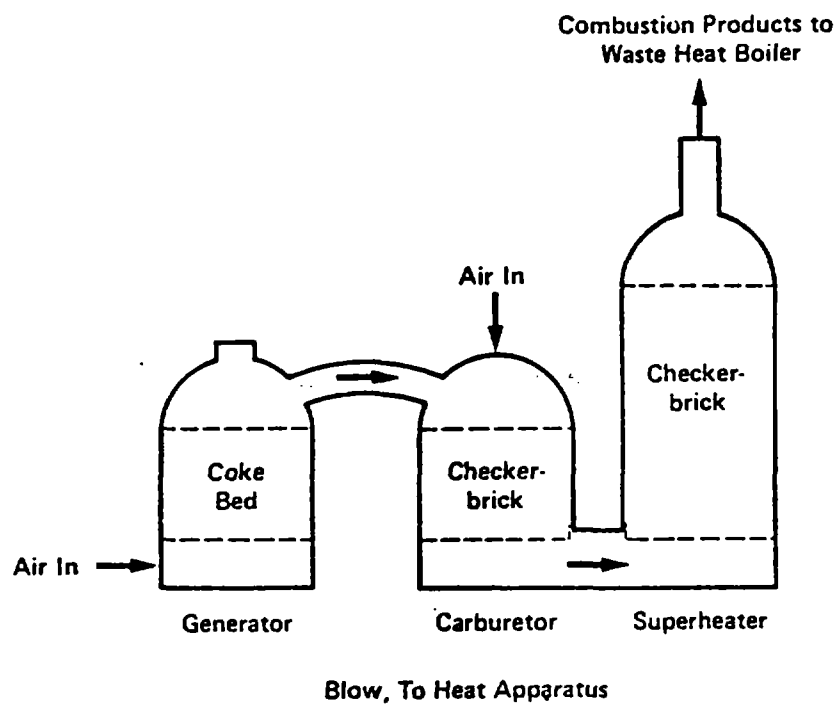 Combustion Products to
Waste Heat Boiler
Air In
Checker-
brick
Coke
Bed
Checker-
brick
Air In
Generator
Carburetor
Superheater
Blow, To Heat Apparatus